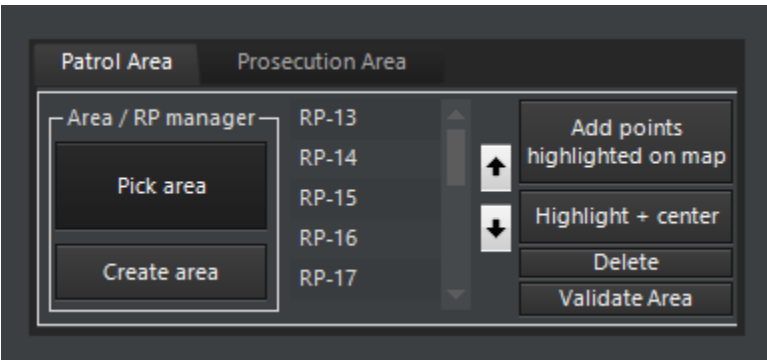 Patrol Area
Prosecution Area
Area / RP manager
Pick area
Create area
RP-13
RP-14
RP-15
RP-16
RP-17
Add points
highlighted on map
Highlight + center
Delete
Validate Area